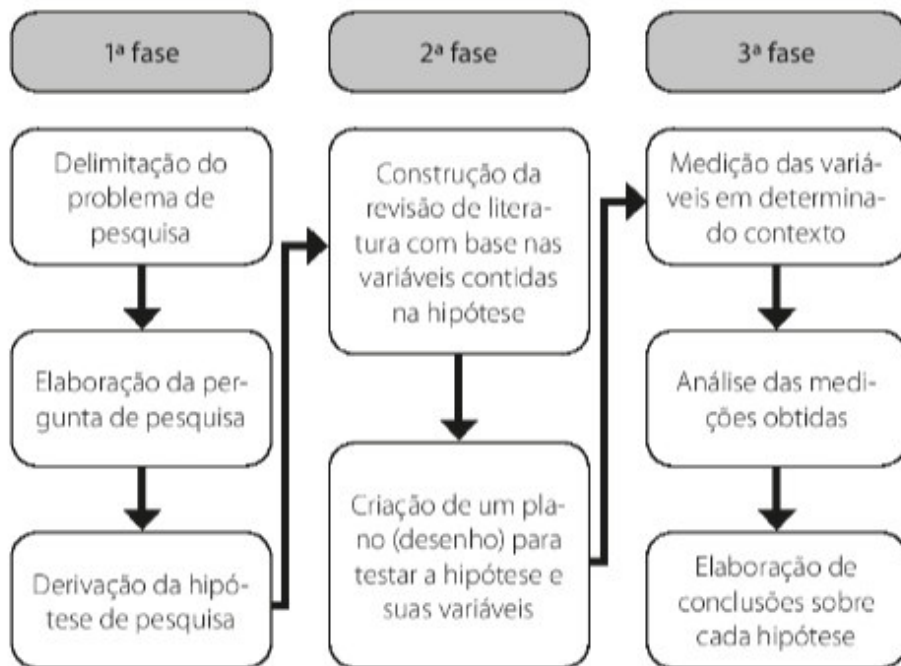 1ª fase
Delimitação do
problema de
pesquisa
Elaboração da per-
gunta de pesquisa
Derivação da hipó-
tese de pesquisa
2ª fase
Construção da
revisão de litera-
tura com base nas
variáveis contidas
na hipótese
Criação de um pla-
no (desenho) para
testar a hipótese e
suas variáveis
3ª fase
Medição das variá-
veis em determina-
do contexto
Análise das medi-
ções obtidas
Elaboração de
conclusões sobre
cada hipótese